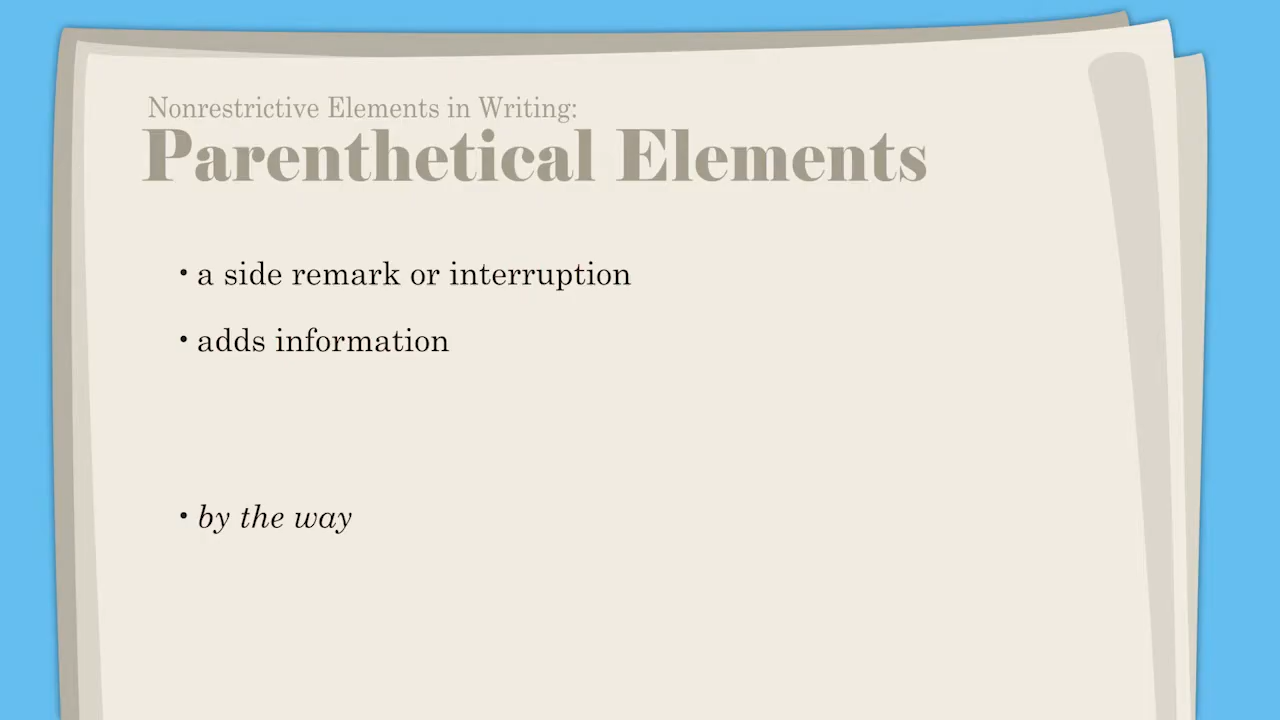 Nonrestrictive Elements in Writing:
Parenthetical Elements
• a side remark or interruption
• adds information
• by the way